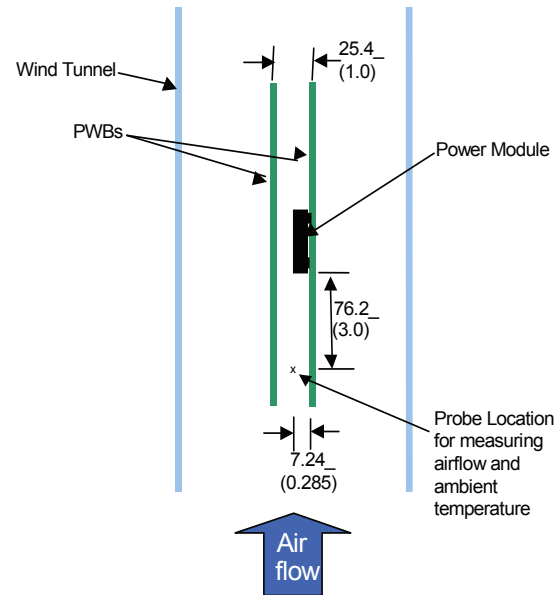 25.4_
(1.0)
Wind Tunnel
PWBs
Power Module
76.2_
(3.0)
x
Probe Location
for measuring
airflow and
ambient
temperature
7.24_
(0.285)
Air
flow